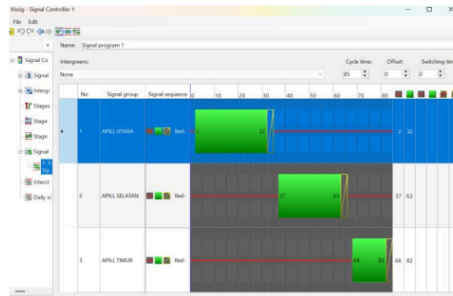 Vissig - Signal Controller 1
File Edit
Name: Signal program 1
Intergreens: Cycle time: Offset: Switching tim
None 85 0 0
Signal Co
Signal
Intergr
Stages
Stage
Stage
Signal
1: S
Sig
Interst
Daily si
No Signal group Signal sequence 0 10 20 30 40 50 60 70 80
1 APILL UTARA Red- 2 32 2 32
2 APILL SELATAN Red- 37 63 37 63
3 APILL TIMUR Red- 68 82 68 82